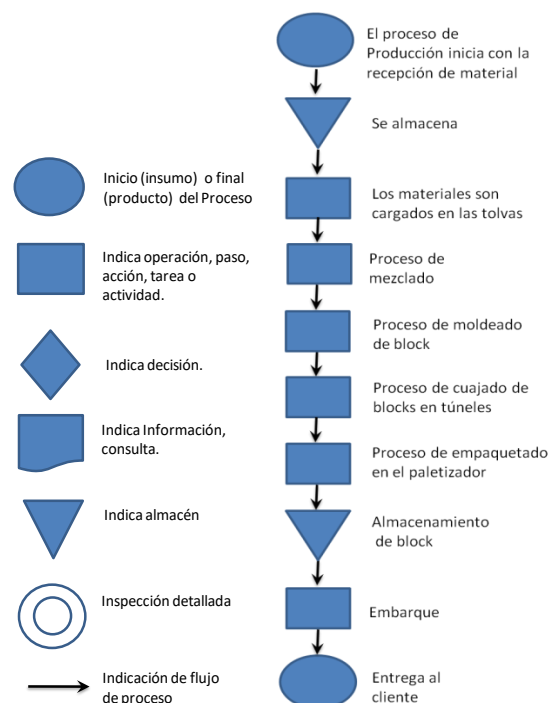 Inicio (insumo) o final
(producto) del Proceso
Indica operación, paso,
acción, tarea o
actividad.
Indica decisión.
Indica Información,
consulta.
Indica almacén
Inspección detallada
Indicación de flujo
de proceso
El proceso de
Producción inicia con la
recepción de material
Se almacena
Los materiales son
cargados en las tolvas
Proceso de
mezclado
Proceso de moldeado
de block
Proceso de cuajado de
blocks en túneles
Proceso de empaquetado
en el paletizador
Almacenamiento
de block
Embarque
Entrega al
cliente